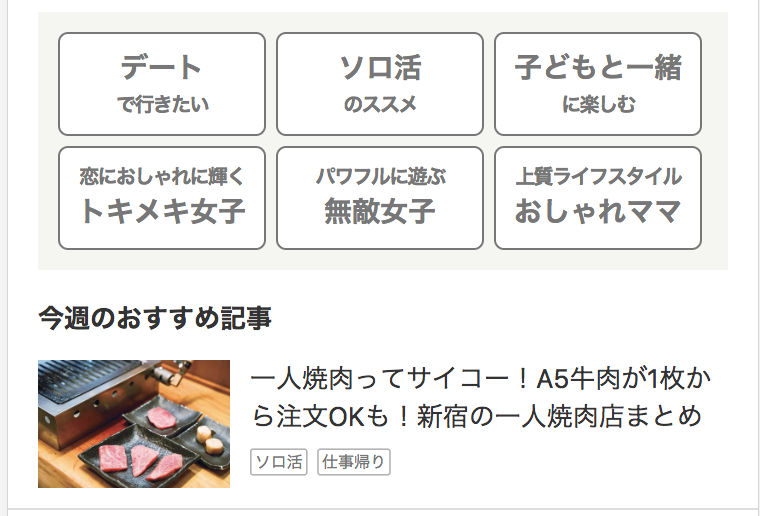 デート
で行きたい
ソロ活
のススメ
子どもと一緒
に楽しむ
恋におしゃれに輝く
トキメキ女子
パワフルに遊ぶ
無敵女子
上質ライフスタイル
おしゃれママ
今週のおすすめ記事
一人焼肉ってサイコー！A5牛肉が1枚か
ら注文OKも！新宿の一人焼肉店まとめ
ソロ活 仕事帰り